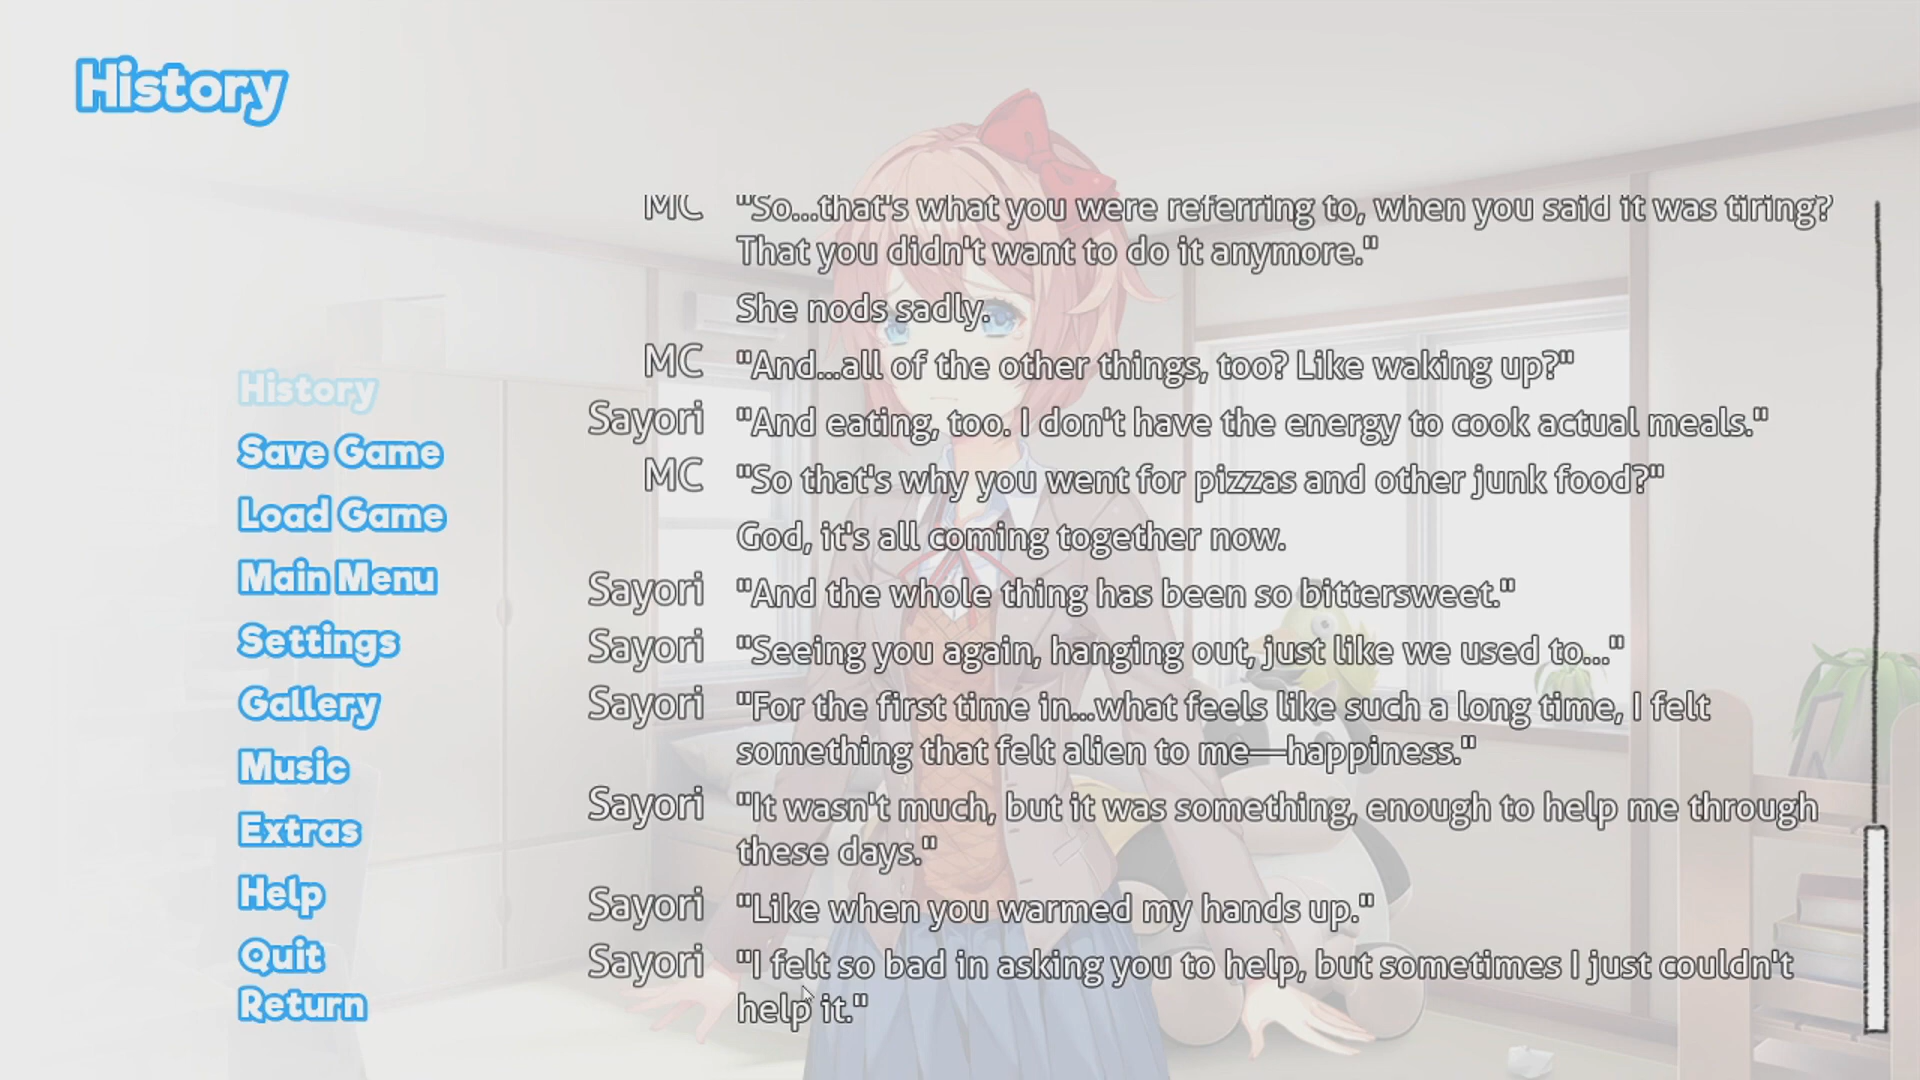 History
MC "So...that's what you were referring to, when you said it was tiring?
That you didn't want to do it anymore."
She nods sadly.
MC "And...all of the other things, too? Like waking up?"
Sayori "And eating, too. I don't have the energy to cook actual meals."
MC "So that's why you went for pizzas and other junk food?"
God, it's all coming together now.
Sayori "And the whole thing has been so bittersweet."
Sayori "Seeing you again, hanging out, just like we used to..."
Sayori "For the first time in...what feels like such a long time, I felt
something that felt alien to me—happiness."
Sayori "It wasn't much, but it was something, enough to help me through
these days."
Sayori "Like when you warmed my hands up."
Sayori "I felt so bad in asking you to help, but sometimes I just couldn't
help it."
History
Save Game
Load Game
Main Menu
Settings
Gallery
Music
Extras
Help
Quit
Return